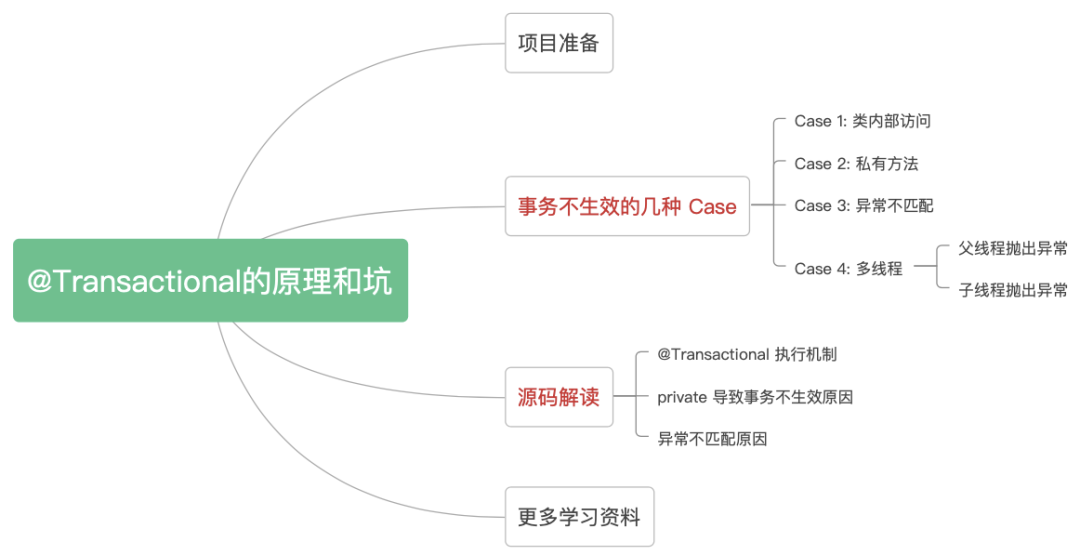 @Transactional的原理和坑
项目准备
事务不生效的几种 Case
Case 1: 类内部访问
Case 2: 私有方法
Case 3: 异常不匹配
Case 4: 多线程
父线程抛出异常
子线程抛出异常
源码解读
@Transactional 执行机制
private 导致事务不生效原因
异常不匹配原因
更多学习资料